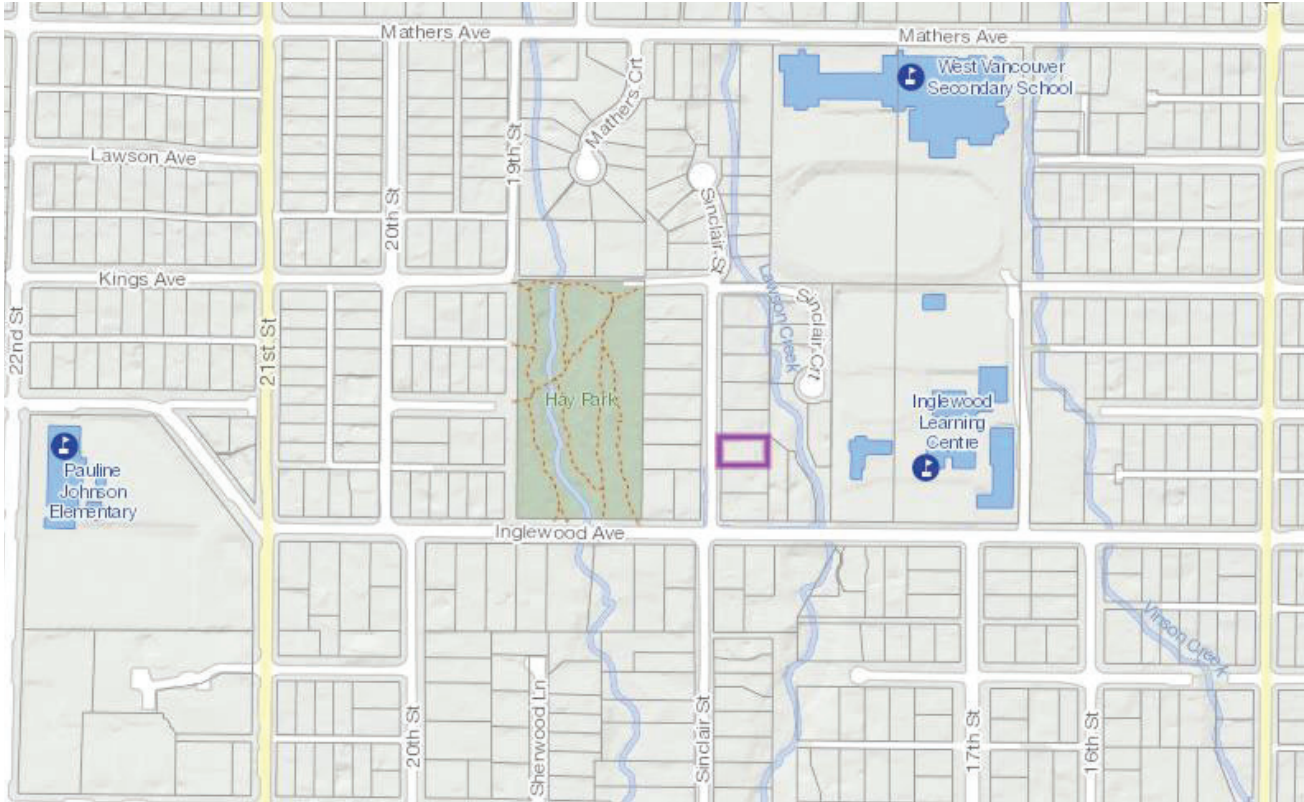 Mathers Ave
Mathers Ave
West Vancouver
Secondary School
Mathers Crt
19th St
Lawson Ave
20th St
Sinclair St
Kings Ave
Lawson Creek
Sinclair Crt
22nd St
21st St
Hay Park
Inglewood
Learning
Centre
Pauline
Johnson
Elementary
Inglewood Ave
Vinson Creek
Sherwood Ln
20th St
Sinclair St
17th St
16th St